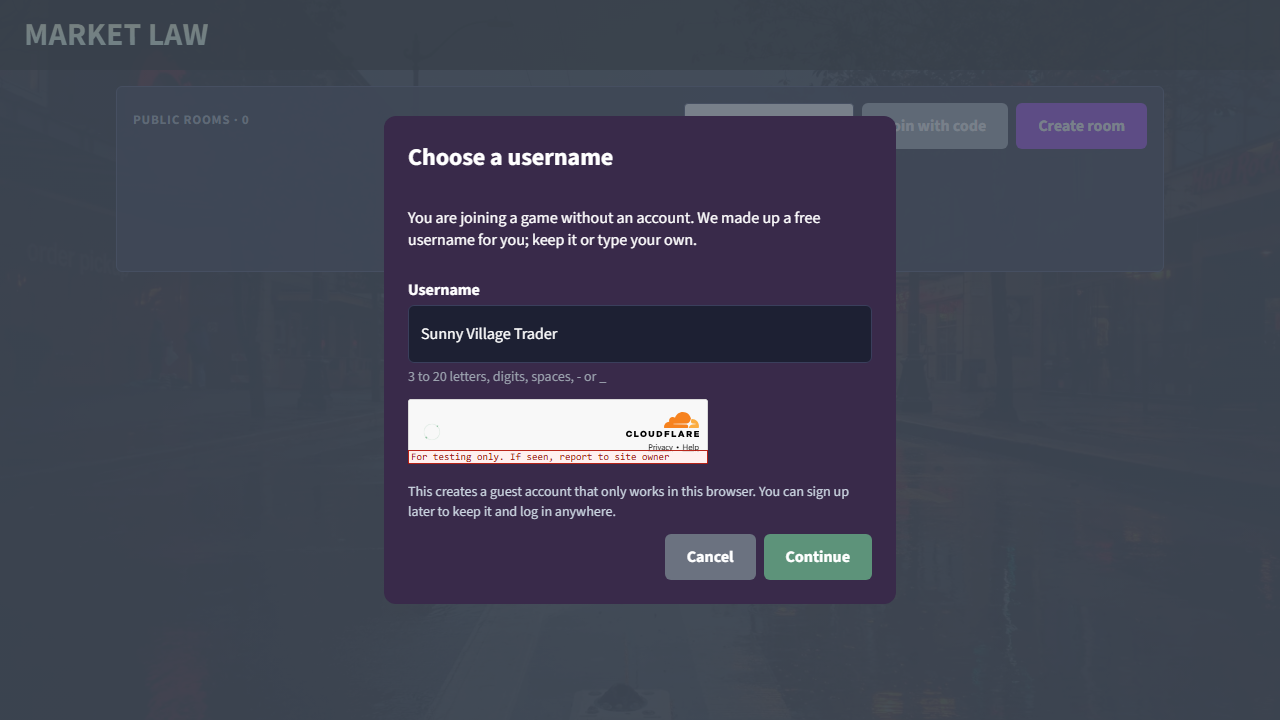 MARKET LAW
PUBLIC ROOMS · 0
with code
Create room
Choose a username
You are joining a game without an account. We made up a free
username for you; keep it or type your own.
Username
Sunny Village Trader
3 to 20 letters, digits, spaces, - or _
CLOUDFLARE
Privacy • Help
For testing only. If seen, report to site owner
This creates a guest account that only works in this browser. You can sign up
later to keep it and log in anywhere.
Cancel
Continue